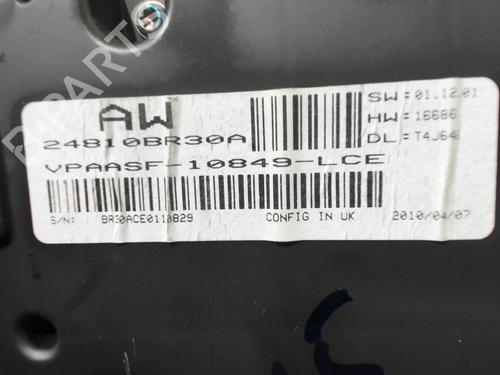 AW
24810BR30A
VPAASF-10849-LCE
SW: 01.12.01
HW: 16686
DL: T4J64
S/N: BR30ACE0110829 CONFIG IN UK 2010/04/07